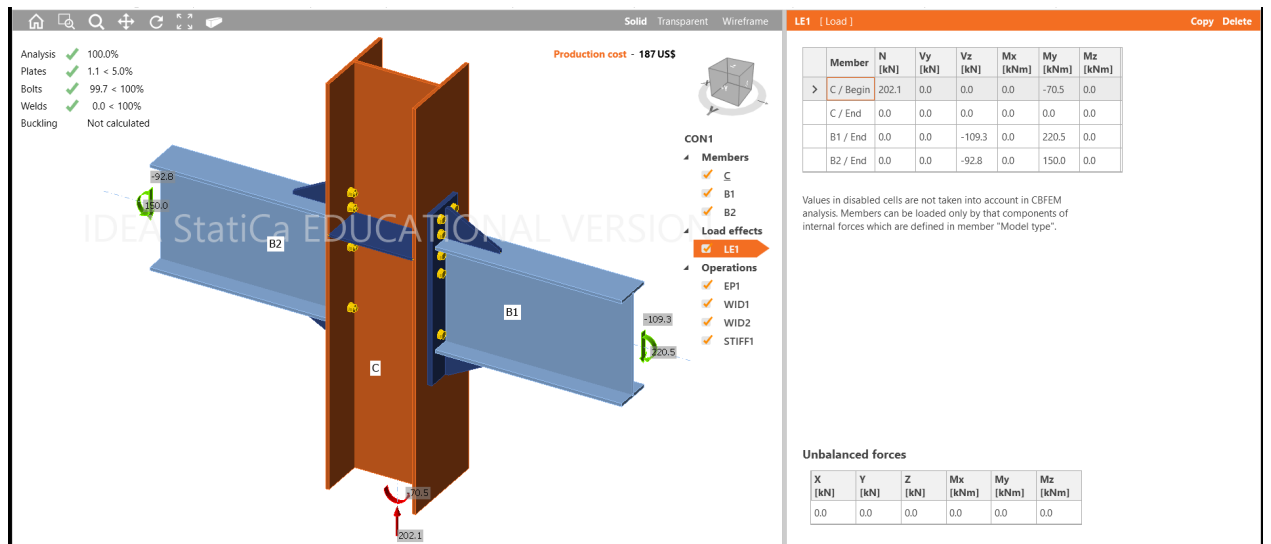 Solid Transparent Wireframe
LE1 [ Load ] Copy Delete
Analysis 100.0%
Plates 1.1 < 5.0%
Bolts 99.7 < 100%
Welds 0.0 < 100%
Buckling Not calculated
Production cost - 187 US$
-92.8
150.0
B2
IDEA StatiCa EDUCATIONAL VERSION
B1
-109.3
220.5
C
-70.5
202.1
CON1
Members
C
B1
B2
Load effects
LE1
Operations
EP1
WID1
WID2
STIFF1
Member N [kN] Vy [kN] Vz [kN] Mx [kNm] My [kNm] Mz [kNm]
> C / Begin 202.1 0.0 0.0 0.0 -70.5 0.0
C / End 0.0 0.0 0.0 0.0 0.0 0.0
B1 / End 0.0 0.0 -109.3 0.0 220.5 0.0
B2 / End 0.0 0.0 -92.8 0.0 150.0 0.0
Values in disabled cells are not taken into account in CBFEM
analysis. Members can be loaded only by that components of
internal forces which are defined in member "Model type".
Unbalanced forces
X [kN] Y [kN] Z [kN] Mx [kNm] My [kNm] Mz [kNm]
0.0 0.0 0.0 0.0 0.0 0.0